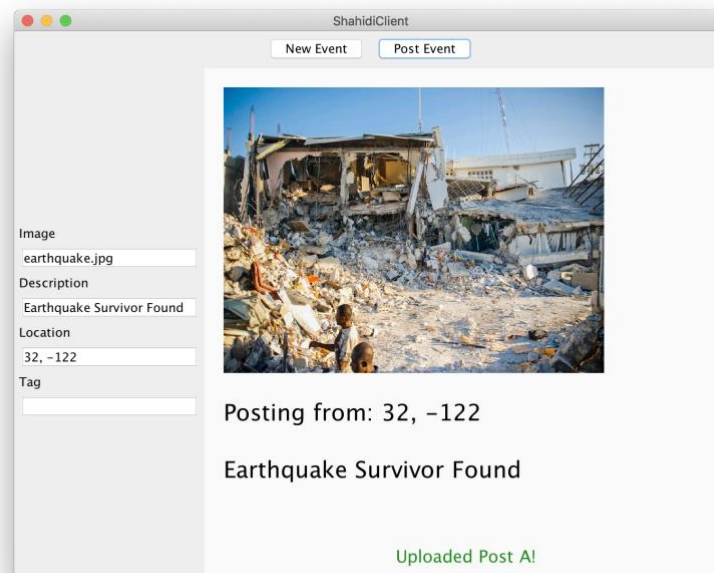 ShahidiClient
New Event
Post Event
Image
earthquake.jpg
Description
Earthquake Survivor Found
Location
32, -122
Tag
Posting from: 32, -122
Earthquake Survivor Found
Uploaded Post A!